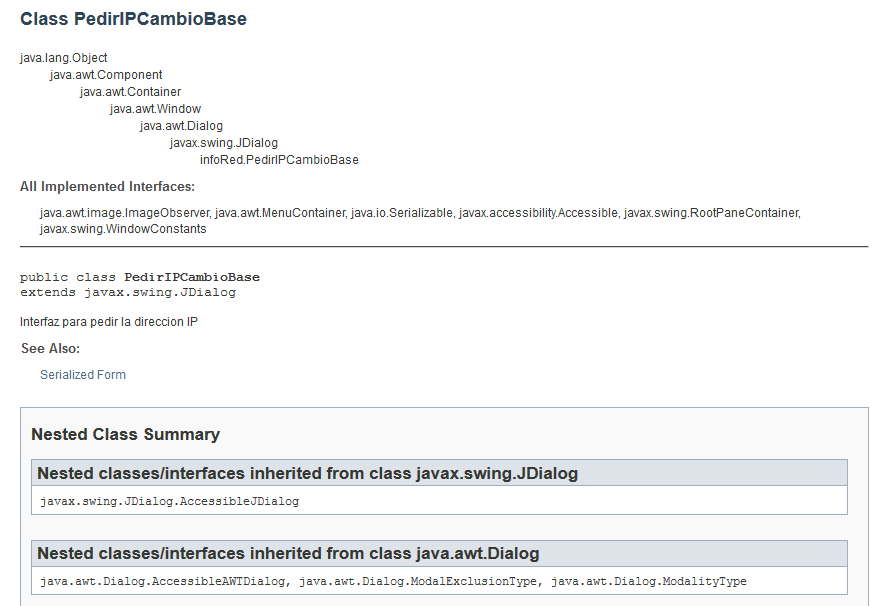 Class PedirIPCambioBase
java.lang.Object
java.awt.Component
java.awt.Container
java.awt.Window
java.awt.Dialog
javax.swing.JDialog
infoRed.PedirIPCambioBase
All Implemented Interfaces:
java.awt.image.ImageObserver, java.awt.MenuContainer, java.io.Serializable, javax.accessibility.Accessible, javax.swing.RootPaneContainer,
javax.swing.WindowConstants
public class PedirIPCambioBase
extends javax.swing.JDialog
Interfaz para pedir la direccion IP
See Also:
Serialized Form
Nested Class Summary
Nested classes/interfaces inherited from class javax.swing.JDialog
javax.swing.JDialog.AccessibleJDialog
Nested classes/interfaces inherited from class java.awt.Dialog
java.awt.Dialog.AccessibleAWTDialog, java.awt.Dialog.ModalExclusionType, java.awt.Dialog.ModalityType